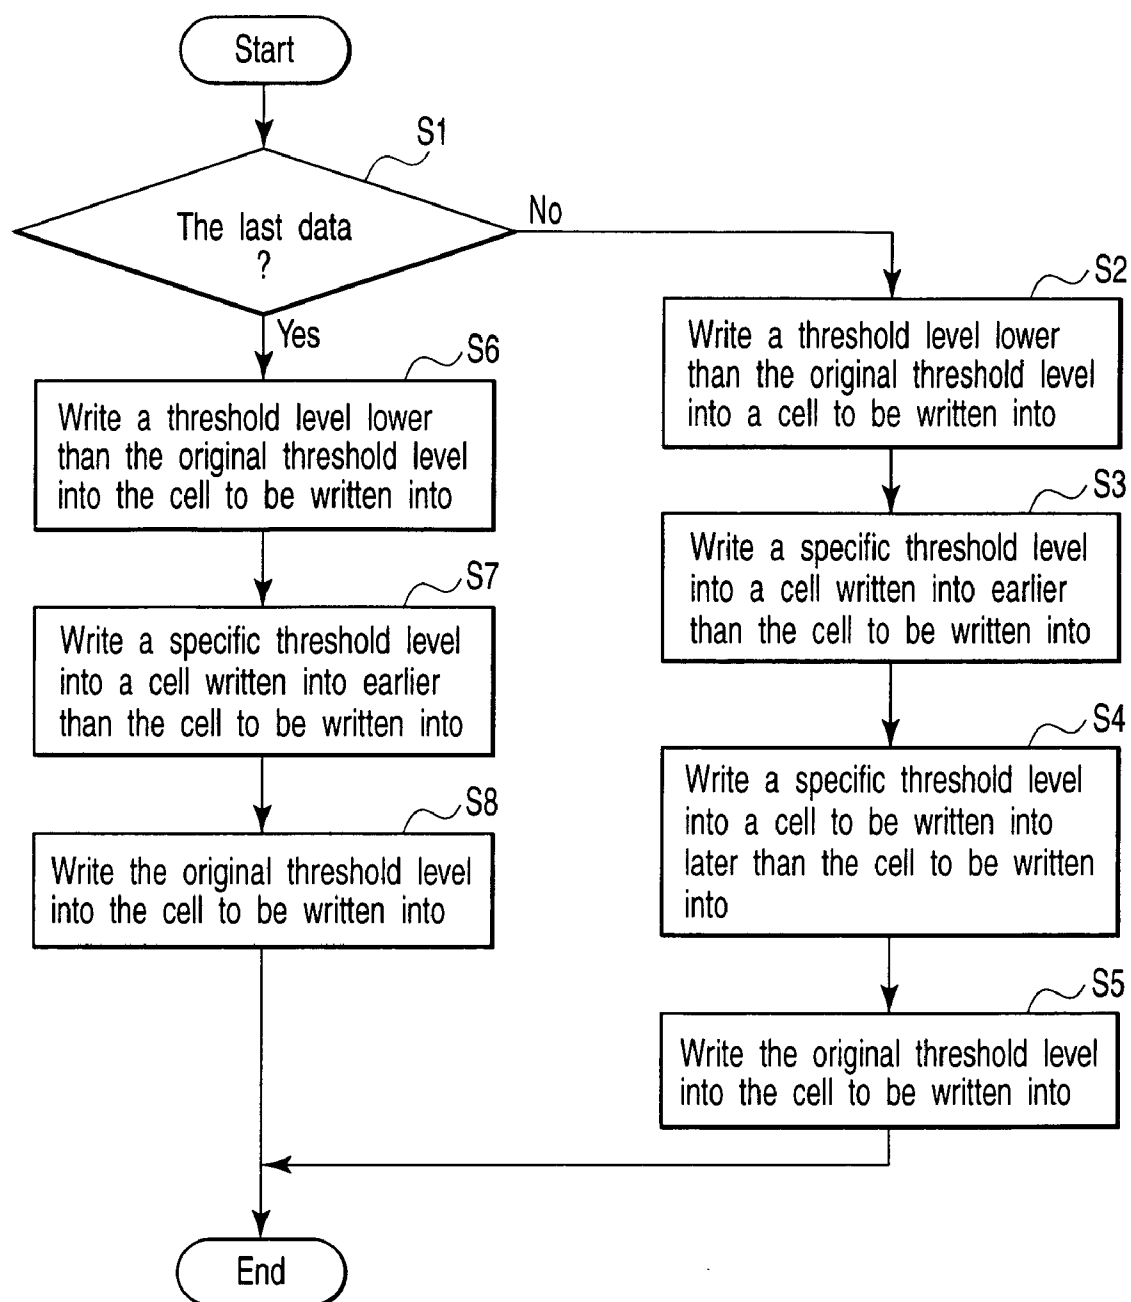 Start
S1
The last data
?
No
Yes
S2
Write a threshold level lower
than the original threshold level
into a cell to be written into
S3
Write a specific threshold level
into a cell written into earlier
than the cell to be written into
S4
Write a specific threshold level
into a cell to be written into
later than the cell to be written
into
S5
Write the original threshold level
into the cell to be written into
S6
Write a threshold level lower
than the original threshold level
into the cell to be written into
S7
Write a specific threshold level
into a cell written into earlier
than the cell to be written into
S8
Write the original threshold level
into the cell to be written into
End